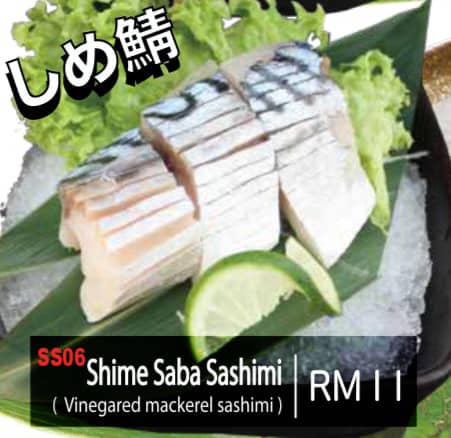 しめ鯖
SS06 Shime Saba Sashimi
( Vinegared mackerel sashimi )
RM 11